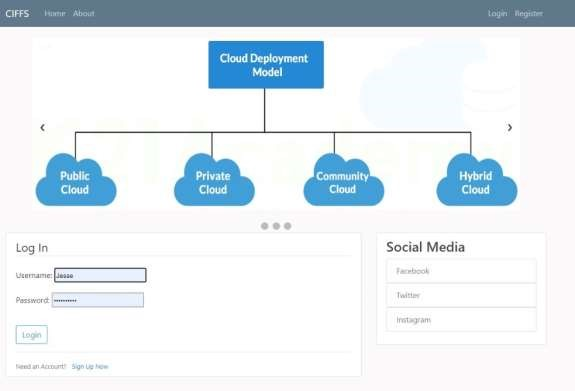 CIFFS Home About Login Register
Cloud Deployment
Model
‹ ›
Public
Cloud
Private
Cloud
Community
Cloud
Hybrid
Cloud
Log In
Username: Jesse
Password: ••••••••••
Login
Need an Account? Sign Up Now
Social Media
Facebook
Twitter
Instagram